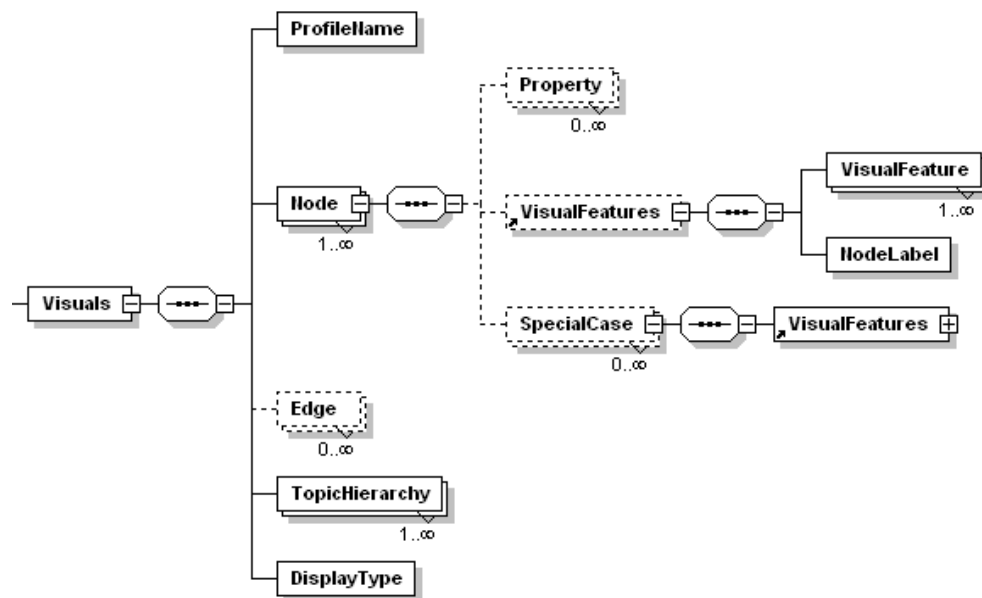 ProfileName
Property
0..∞
VisualFeature
1..∞
Node
1..∞
VisualFeatures
NodeLabel
Visuals
SpecialCase
0..∞
VisualFeatures
Edge
0..∞
TopicHierarchy
1..∞
DisplayType